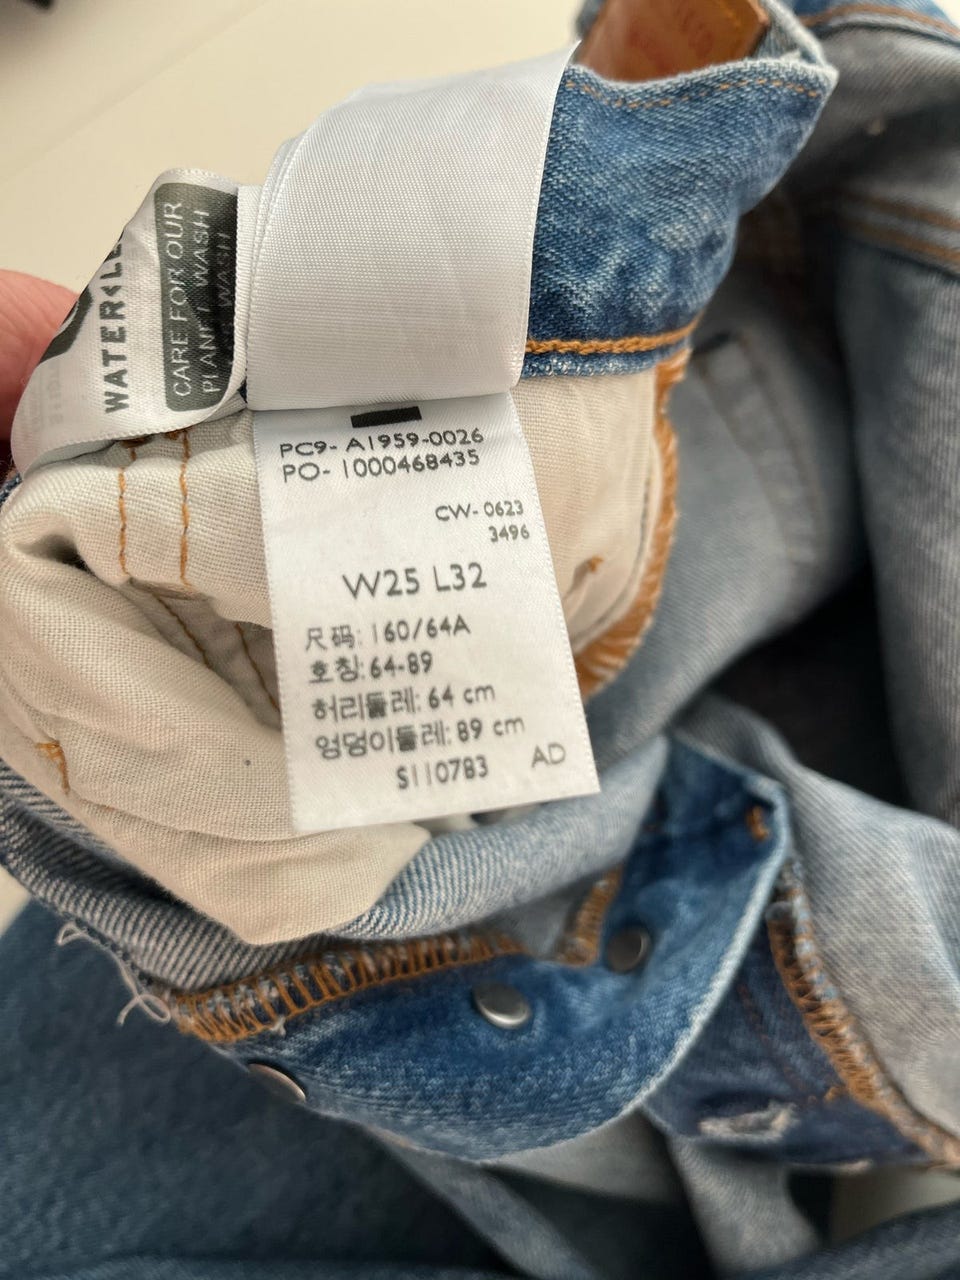 WATER<LE
CARE FOR OUR
PLANET: WASH
WASH
PC9- A1959-0026
PO- 1000468435
CW- 0623
3496
W25 L32
尺码: 160/64A
호칭: 64-89
허리둘레: 64 cm
엉덩이둘레: 89 cm
S110783
AD